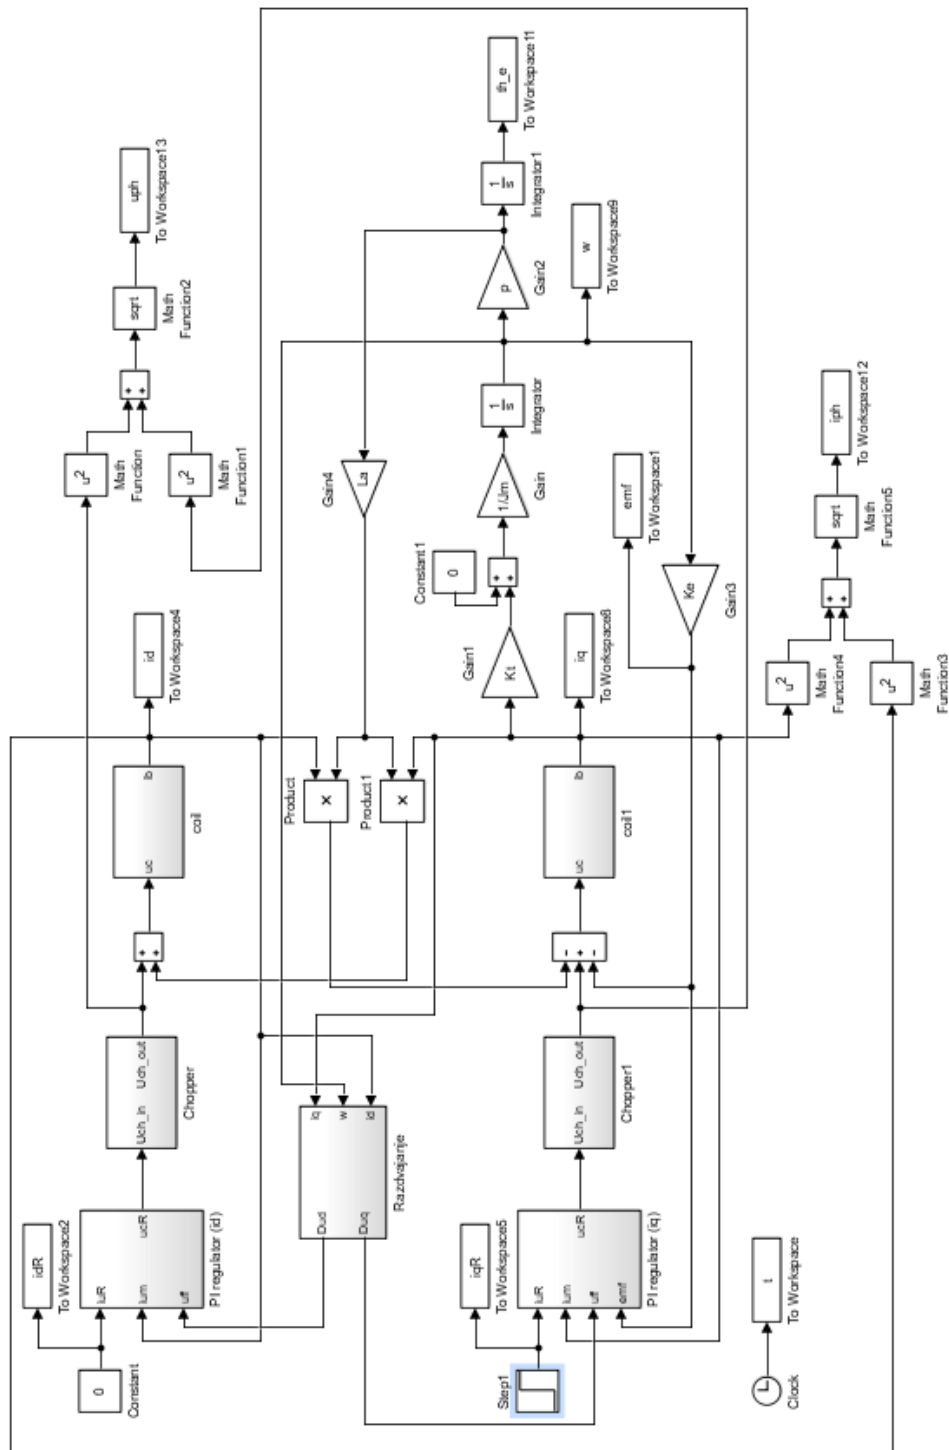 0
Constant
idR
To Workspace2
iuR
ium
uff
ucR
PI regulator (id)
Uch_in
Uch_out
Chopper
+
+
uc
ib
coil
id
To Workspace4
u²
Math
Function
u²
Math
Function1
+
+
sqrt
Math
Function2
uph
To Workspace13
Dud
Duq
iq
w
id
Razdvajanje
Product
×
Product1
×
Gain4
La
Constant1
0
Gain1
Kt
+
+
1/Jm
Gain
1
s
Integrator
p
Gain2
1
s
Integrator1
th_e
To Workspace11
w
To Workspace9
Step1
iqR
To Workspace5
iuR
ium
uff
emf
ucR
PI regulator (iq)
Uch_in
Uch_out
Chopper1
-
+
-
uc
ib
coil1
iq
To Workspace8
emf
To Workspace1
Ke
Gain3
Clock
t
To Workspace
u²
Math
Function4
u²
Math
Function3
+
+
sqrt
Math
Function5
iph
To Workspace12